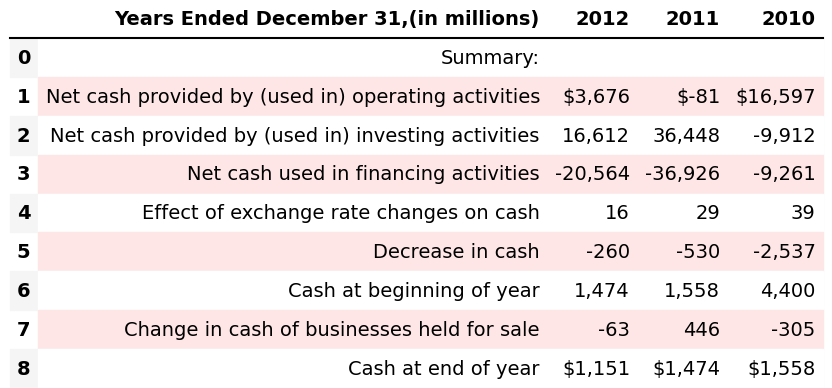 Years Ended December 31,(in millions) 2012 2011 2010
0 Summary:
1 Net cash provided by (used in) operating activities $3,676 $-81 $16,597
2 Net cash provided by (used in) investing activities 16,612 36,448 -9,912
3 Net cash used in financing activities -20,564 -36,926 -9,261
4 Effect of exchange rate changes on cash 16 29 39
5 Decrease in cash -260 -530 -2,537
6 Cash at beginning of year 1,474 1,558 4,400
7 Change in cash of businesses held for sale -63 446 -305
8 Cash at end of year $1,151 $1,474 $1,558